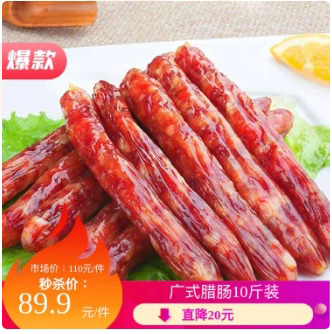 爆款
市场价：110元/件
秒杀价：
89.9 元/件
广式腊肠10斤装
直降20元